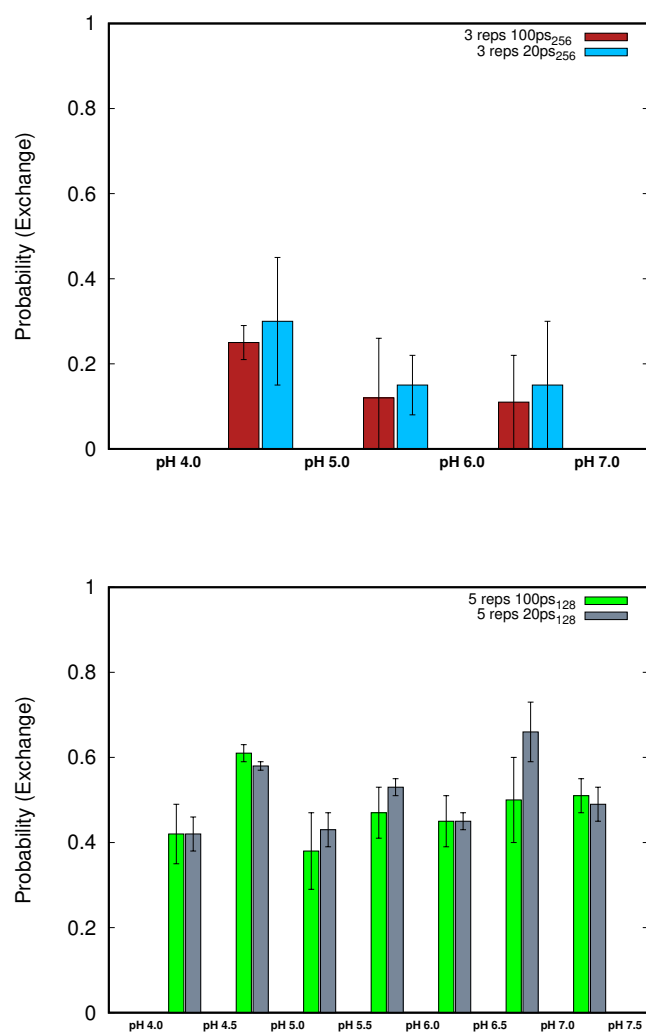 1
0.8
0.6
0.4
0.2
0
Probability (Exchange)
3 reps 100ps₂₅₆
3 reps 20ps₂₅₆
pH 4.0 pH 5.0 pH 6.0 pH 7.0
1
0.8
0.6
0.4
0.2
0
Probability (Exchange)
5 reps 100ps₁₂₈
5 reps 20ps₁₂₈
pH 4.0 pH 4.5 pH 5.0 pH 5.5 pH 6.0 pH 6.5 pH 7.0 pH 7.5